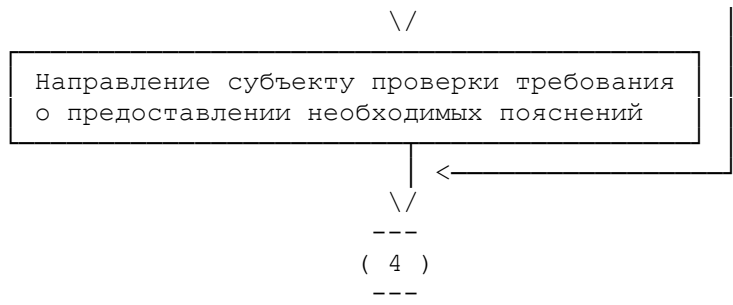 Направление субъекту проверки требования
о предоставлении необходимых пояснений
( 4 )